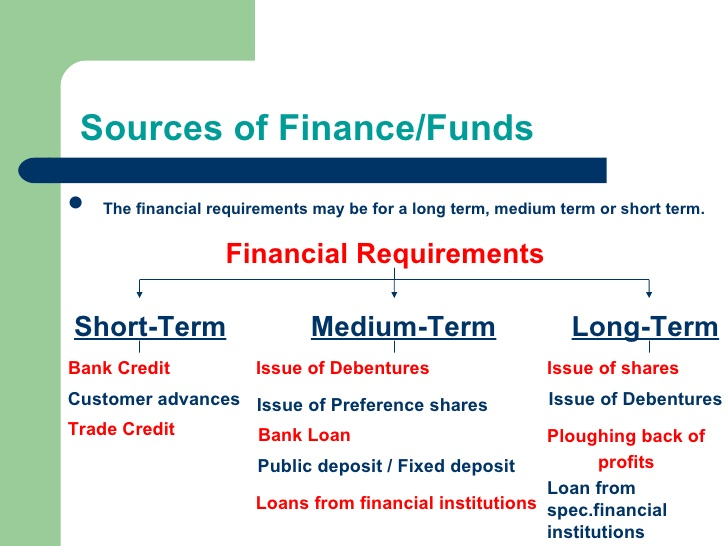 Sources of Finance/Funds
The financial requirements may be for a long term, medium term or short term.
Financial Requirements
Short-Term
Bank Credit
Customer advances
Trade Credit
Medium-Term
Issue of Debentures
Issue of Preference shares
Bank Loan
Public deposit / Fixed deposit
Loans from financial institutions
Long-Term
Issue of shares
Issue of Debentures
Ploughing back of
profits
Loan from
spec.financial
institutions